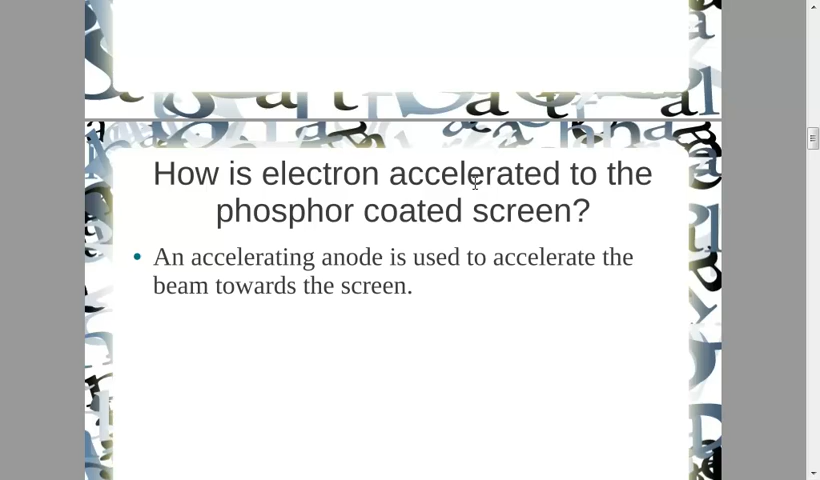 How is electron accelerated to the
phosphor coated screen?
• An accelerating anode is used to accelerate the
beam towards the screen.